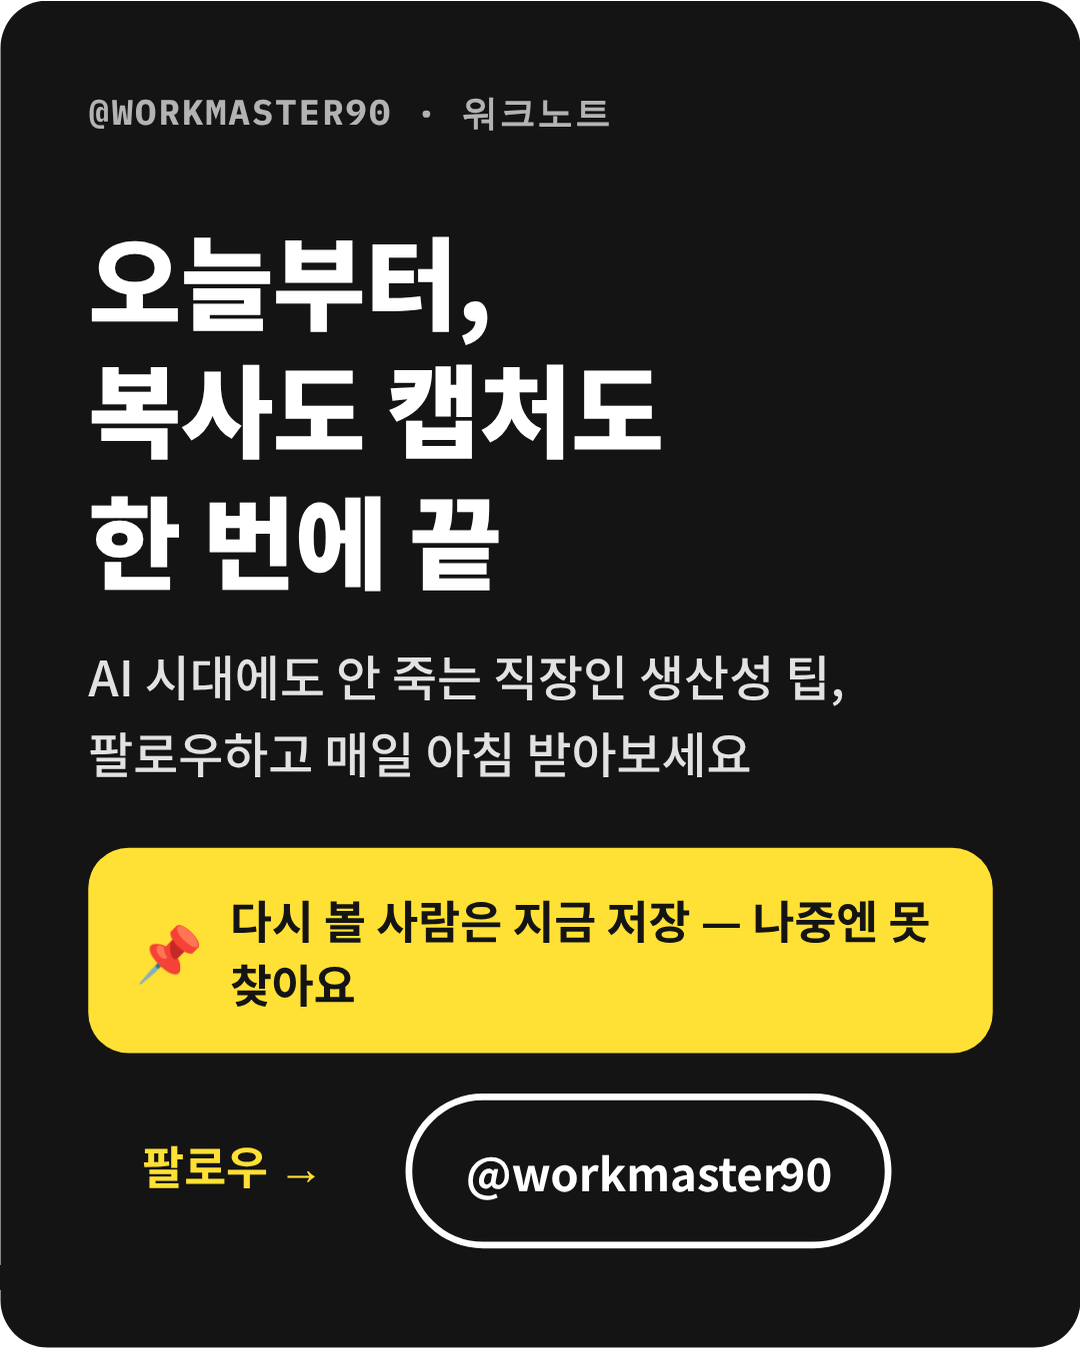 @WORKMASTER90 · 워크노트
오늘부터,
복사도 캡처도
한 번에 끝
AI 시대에도 안 죽는 직장인 생산성 팁,
팔로우하고 매일 아침 받아보세요
다시 볼 사람은 지금 저장 — 나중엔 못
찾아요
팔로우 →
@workmaster90